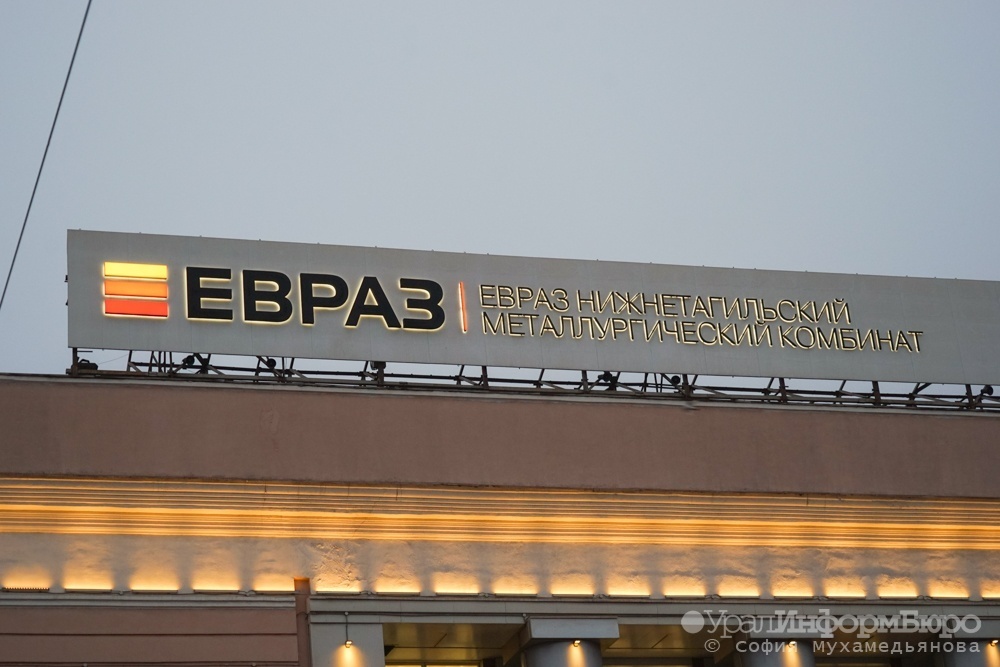 ЕВРАЗ
ЕВРАЗ НИЖНЕТАГИЛЬСКИЙ
МЕТАЛЛУРГИЧЕСКИЙ КОМБИНАТ
УралИнформБюро
© София Мухамедьянова